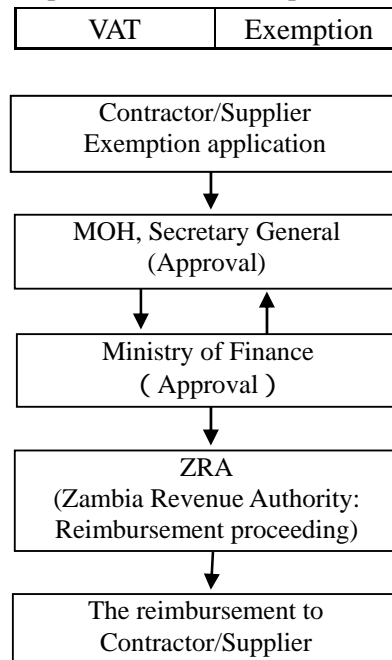 VAT Exemption
Contractor/Supplier
Exemption application
MOH, Secretary General
(Approval)
Ministry of Finance
（Approval）
ZRA
(Zambia Revenue Authority:
Reimbursement proceeding)
The reimbursement to
Contractor/Supplier